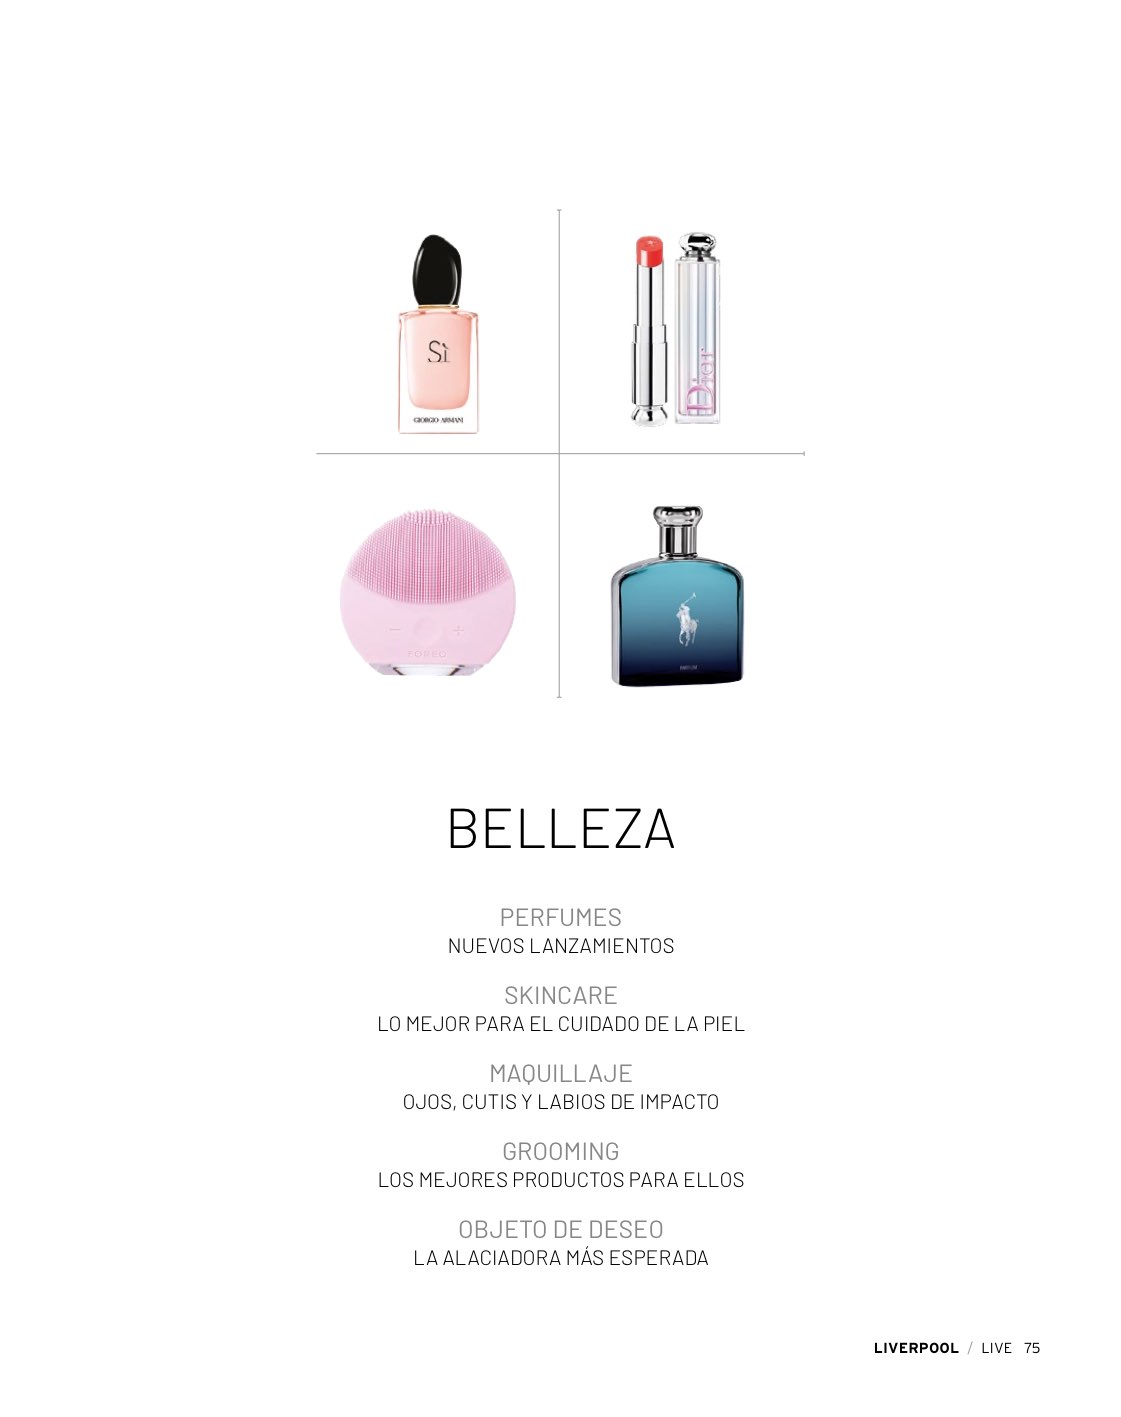 Sì
GIORGIO ARMANI
Dior
FOREO
PARFUM
BELLEZA
PERFUMES
NUEVOS LANZAMIENTOS
SKINCARE
LO MEJOR PARA EL CUIDADO DE LA PIEL
MAQUILLAJE
OJOS, CUTIS Y LABIOS DE IMPACTO
GROOMING
LOS MEJORES PRODUCTOS PARA ELLOS
OBJETO DE DESEO
LA ALACIADORA MÁS ESPERADA
LIVERPOOL / LIVE 75